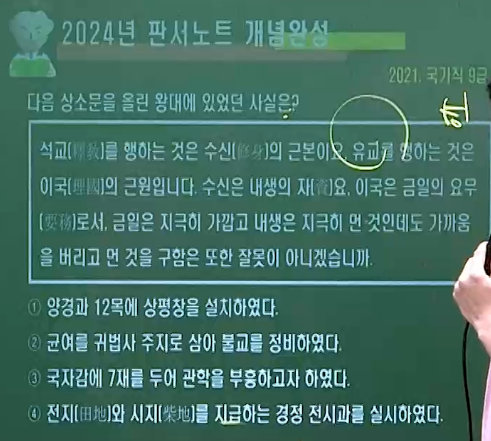 2024년 판서노트 개념완성
2021. 국가직 9급
다음 상소문을 올린 왕대에 있었던 사실은?
석교(釋敎)를 행하는 것은 수신(修身)의 근본이요, 유교를 행하는 것은
이국(理國)의 근원입니다. 수신은 내생의 자(資)요, 이국은 금일의 요무
(要務)로서, 금일은 지극히 가깝고 내생은 지극히 먼 것인데도 가까움
을 버리고 먼 것을 구함은 또한 잘못이 아니겠습니까.
① 양경과 12목에 상평창을 설치하였다.
② 균여를 귀법사 주지로 삼아 불교를 정비하였다.
③ 국자감에 7재를 두어 관학을 부흥하고자 하였다.
④ 전지(田地)와 시지(柴地)를 지급하는 경정 전시과를 실시하였다.